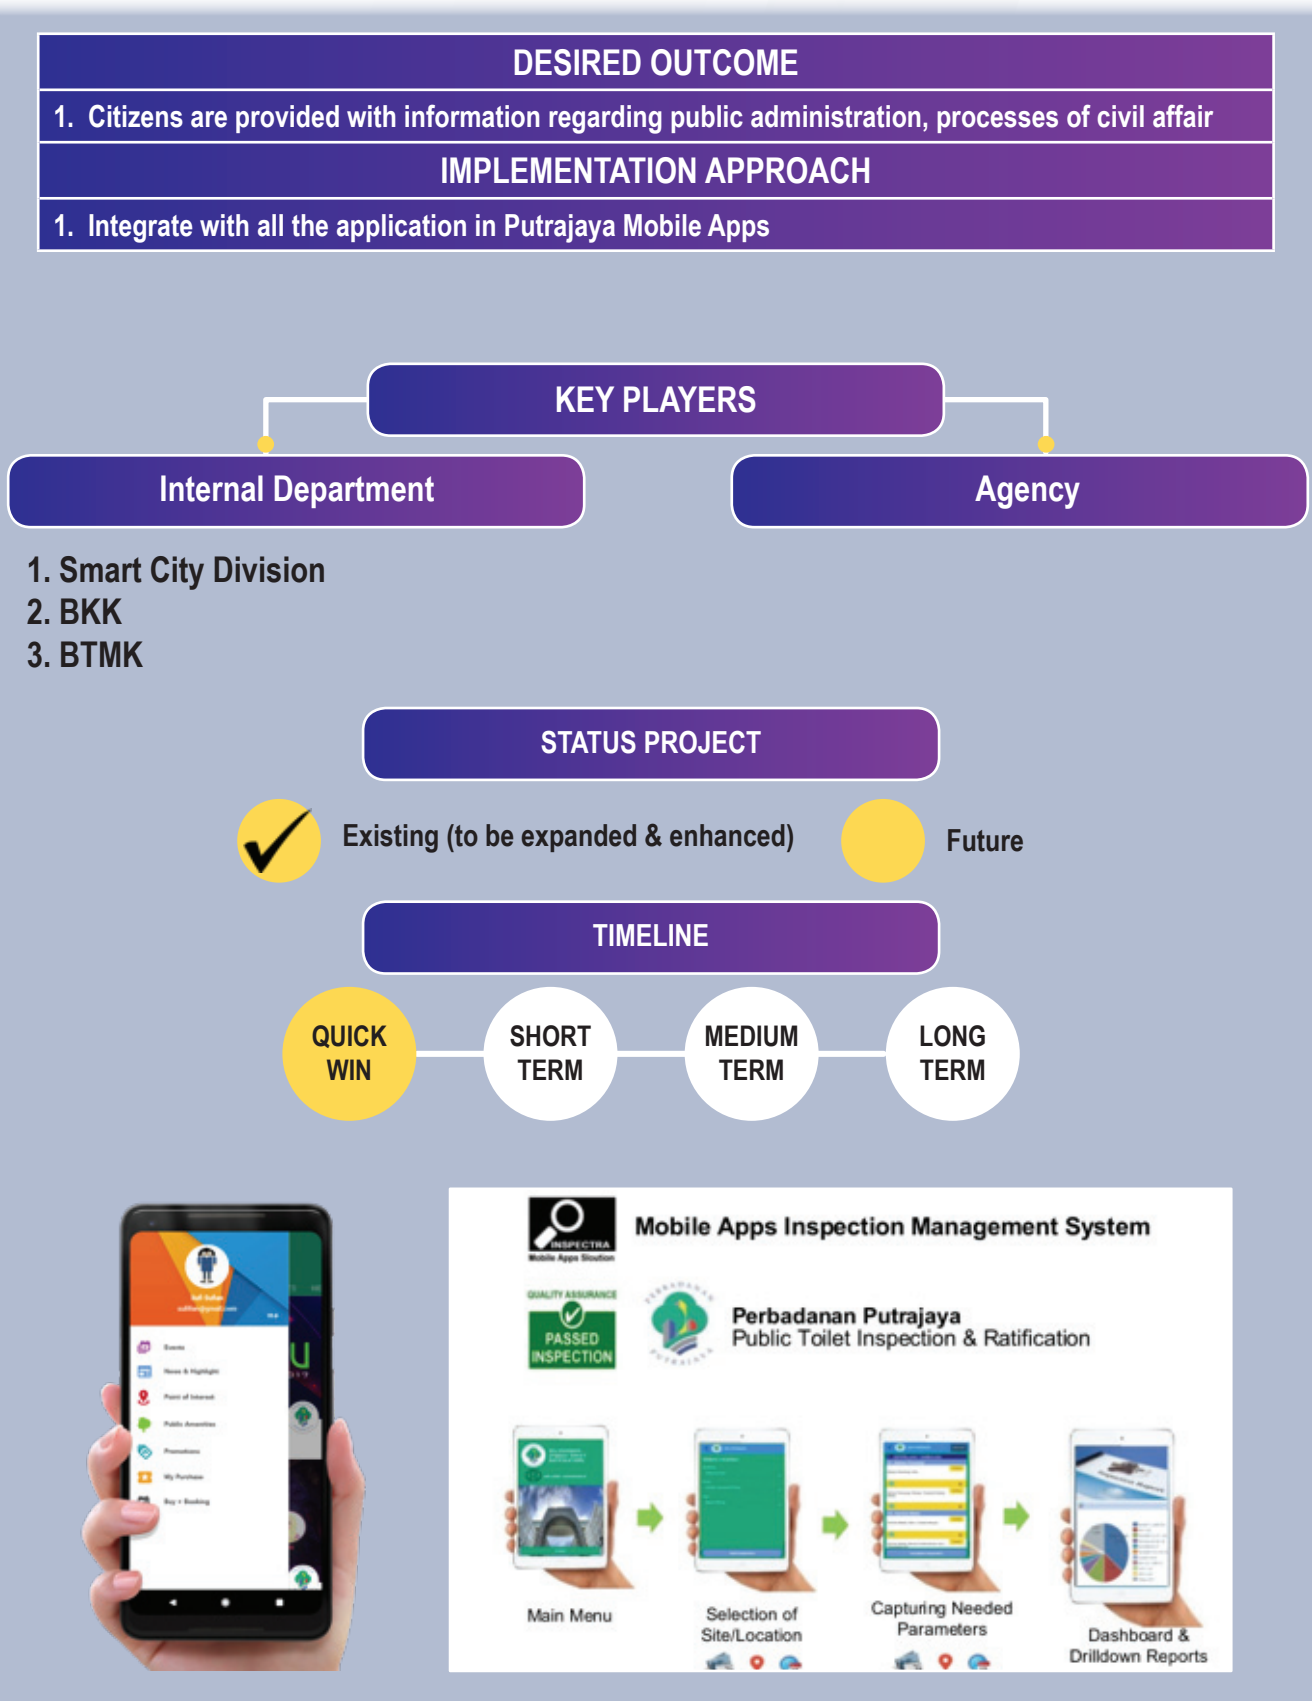 DESIRED OUTCOME
1. Citizens are provided with information regarding public administration, processes of civil affair
IMPLEMENTATION APPROACH
1. Integrate with all the application in Putrajaya Mobile Apps
KEY PLAYERS
Internal Department
Agency
1. Smart City Division
2. BKK
3. BTMK
STATUS PROJECT
Existing (to be expanded & enhanced)
Future
TIMELINE
QUICK
WIN
SHORT
TERM
MEDIUM
TERM
LONG
TERM
Events
News & Highlight
Point of Interest
Public Amenities
Promotions
My Purchase
Buy + Booking
INSPECTRA
Mobile Apps Sloution
Mobile Apps Inspection Management System
QUALITY ASSURANCE
PASSED
INSPECTION
PERBADANAN
PUTRAJAYA
Perbadanan Putrajaya
Public Toilet Inspection & Ratification
Main Menu
Selection of
Site/Location
Capturing Needed
Parameters
Dashboard &
Drilldown Reports